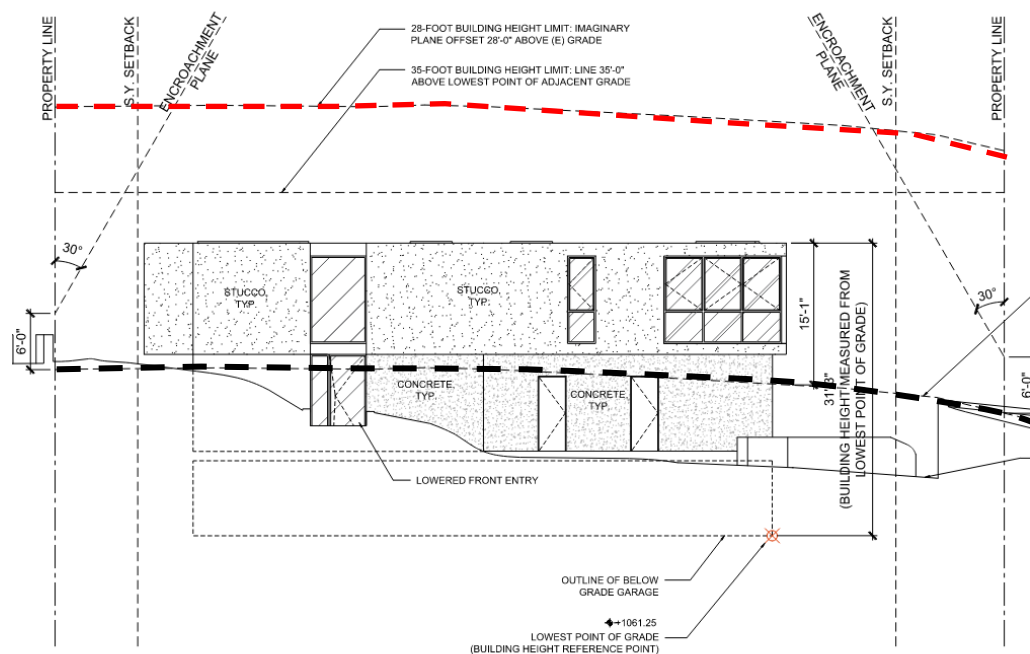 28-FOOT BUILDING HEIGHT LIMIT: IMAGINARY
PLANE OFFSET 28'-0" ABOVE (E) GRADE
35-FOOT BUILDING HEIGHT LIMIT: LINE 35'-0"
ABOVE LOWEST POINT OF ADJACENT GRADE
PROPERTY LINE
S.Y. SETBACK
ENCROACHMENT
PLANE
ENCROACHMENT
PLANE
S.Y. SETBACK
PROPERTY LINE
30°
30°
6'-0"
6'-0"
STUCCO,
TYP.
STUCCO,
TYP.
CONCRETE,
TYP.
CONCRETE,
TYP.
15'-1"
(BUILDING HEIGHT MEASURED FROM
LOWEST POINT OF GRADE)
LOWERED FRONT ENTRY
OUTLINE OF BELOW
GRADE GARAGE
+1061.25
LOWEST POINT OF GRADE
(BUILDING HEIGHT REFERENCE POINT)